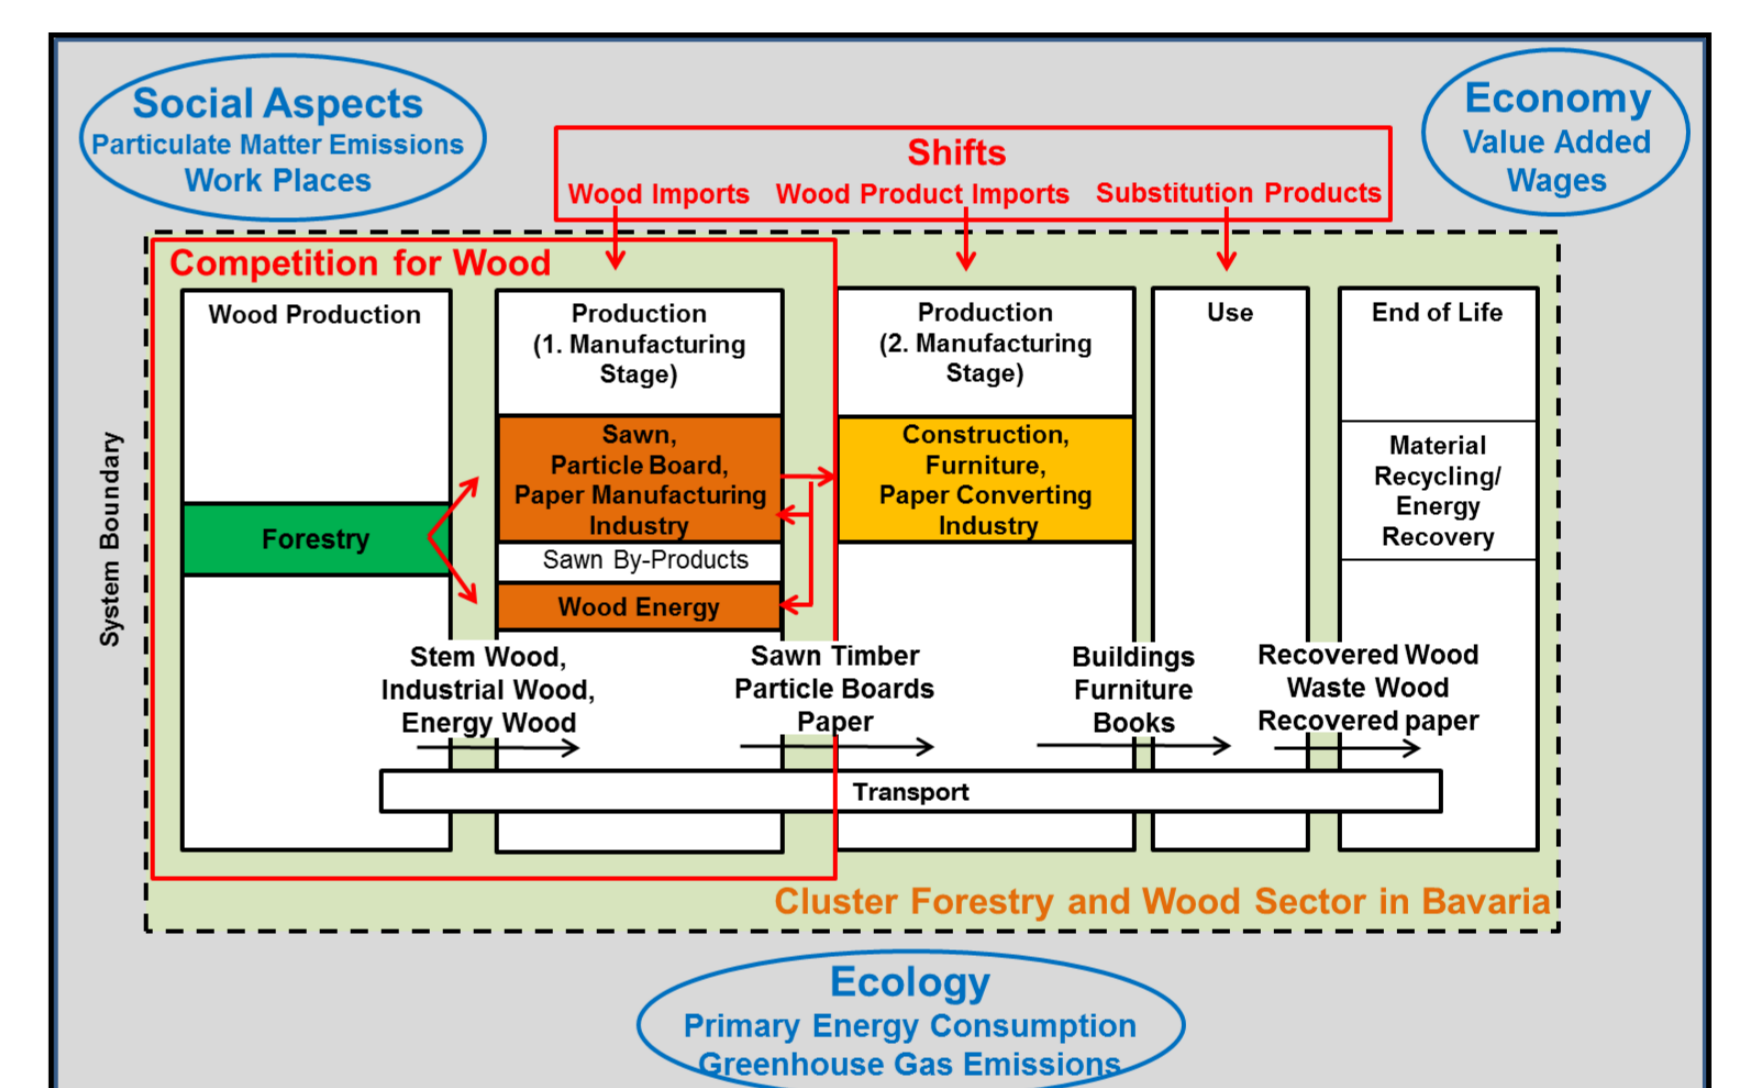 Social Aspects
Particulate Matter Emissions
Work Places
Economy
Value Added
Wages
Shifts
Wood Imports Wood Product Imports Substitution Products
Competition for Wood
System Boundary
Wood Production
Forestry
Production
(1. Manufacturing
Stage)
Sawn,
Particle Board,
Paper Manufacturing
Industry
Sawn By-Products
Wood Energy
Production
(2. Manufacturing
Stage)
Construction,
Furniture,
Paper Converting
Industry
Use
End of Life
Material
Recycling/
Energy
Recovery
Stem Wood,
Industrial Wood,
Energy Wood
Sawn Timber
Particle Boards
Paper
Buildings
Furniture
Books
Recovered Wood
Waste Wood
Recovered paper
Transport
Cluster Forestry and Wood Sector in Bavaria
Ecology
Primary Energy Consumption
Greenhouse Gas Emissions